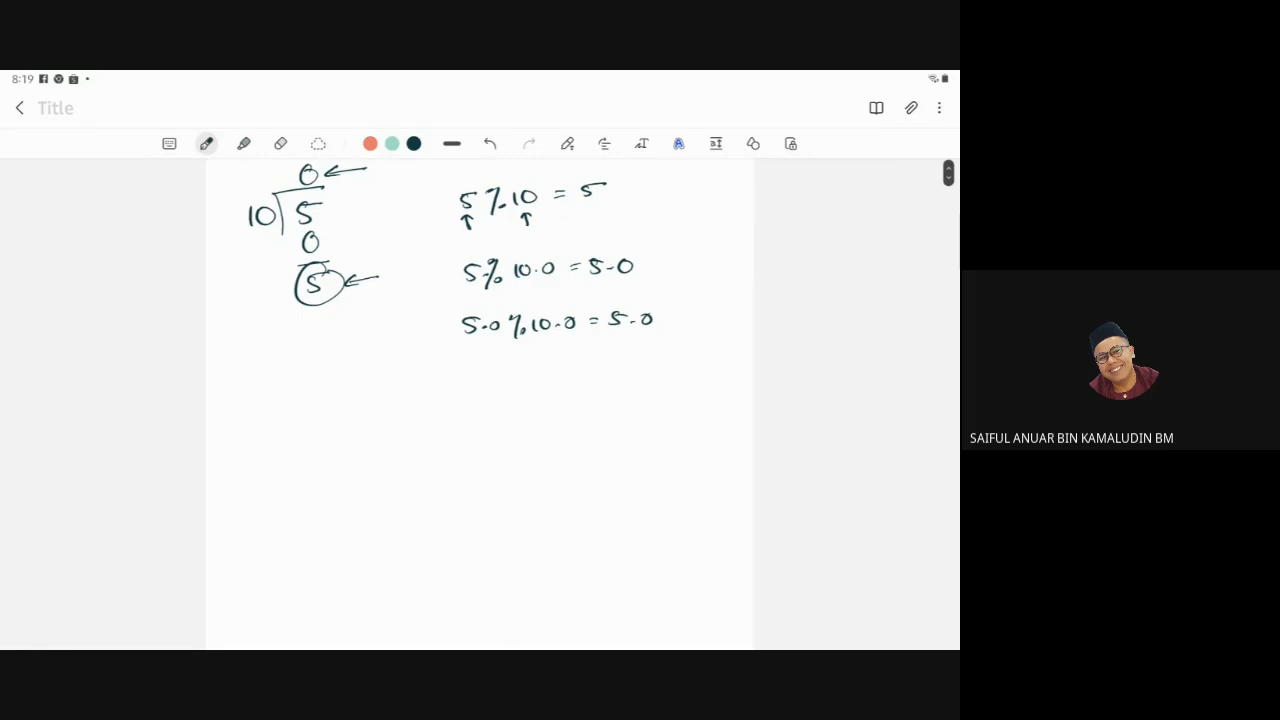 8:19
Title
0
10 5
0
5
5 % 10 = 5
5 % 10.0 = 5.0
5.0 % 10.0 = 5.0
SAIFUL ANUAR BIN KAMALUDIN BM